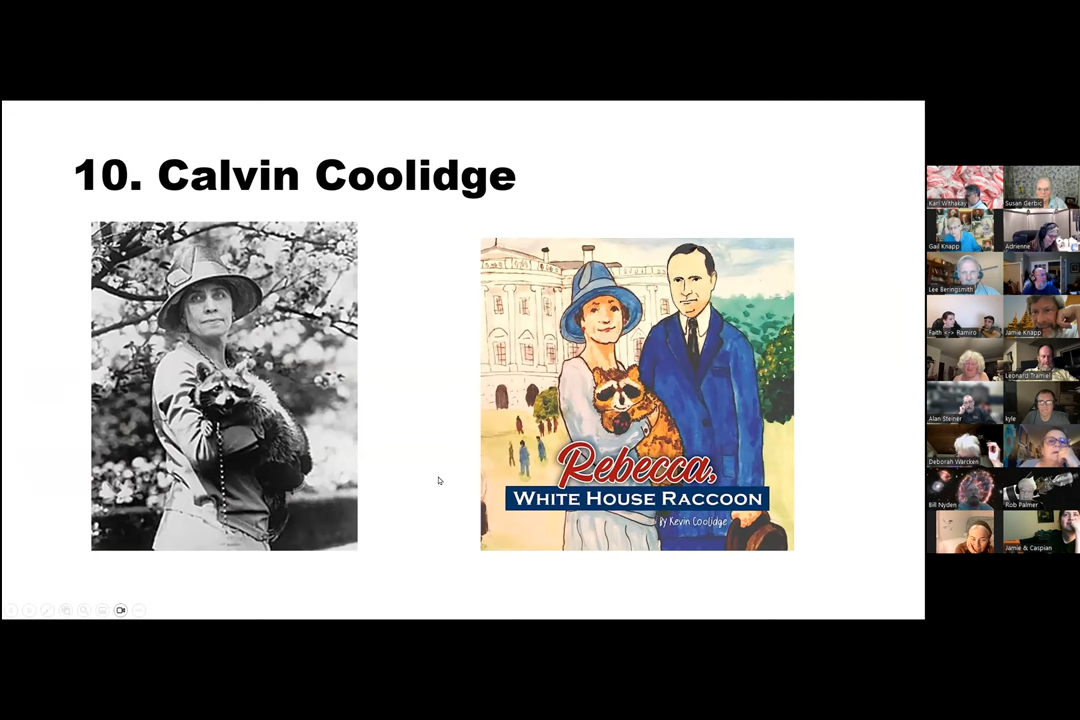 10. Calvin Coolidge
Rebecca,
WHITE HOUSE RACCOON
By Kevin Coolidge
Karl Withakay
Susan Gerbic
Gail Knapp
Adrienne
Lee Beringsmith
Faith <+> Ramiro
Jamie Knapp
Leonard Tramiel
Alan Steiner
kyle
Deborah Warcken
Bill Nyden
Rob Palmer
Jamie & Caspian